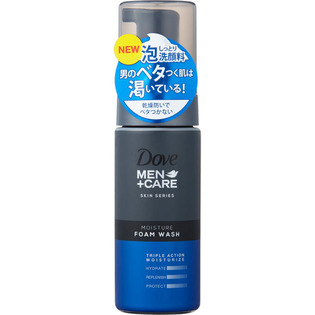 NEW
泡
しっとり
洗顔料
男のベタつく肌は
渇いている!
乾燥防いで
ベタつかない
Dove
MEN
+CARE
SKIN SERIES
MOISTURE
FOAM WASH
TRIPLE ACTION
MOISTURIZE
HYDRATE
REPLENISH
PROTECT